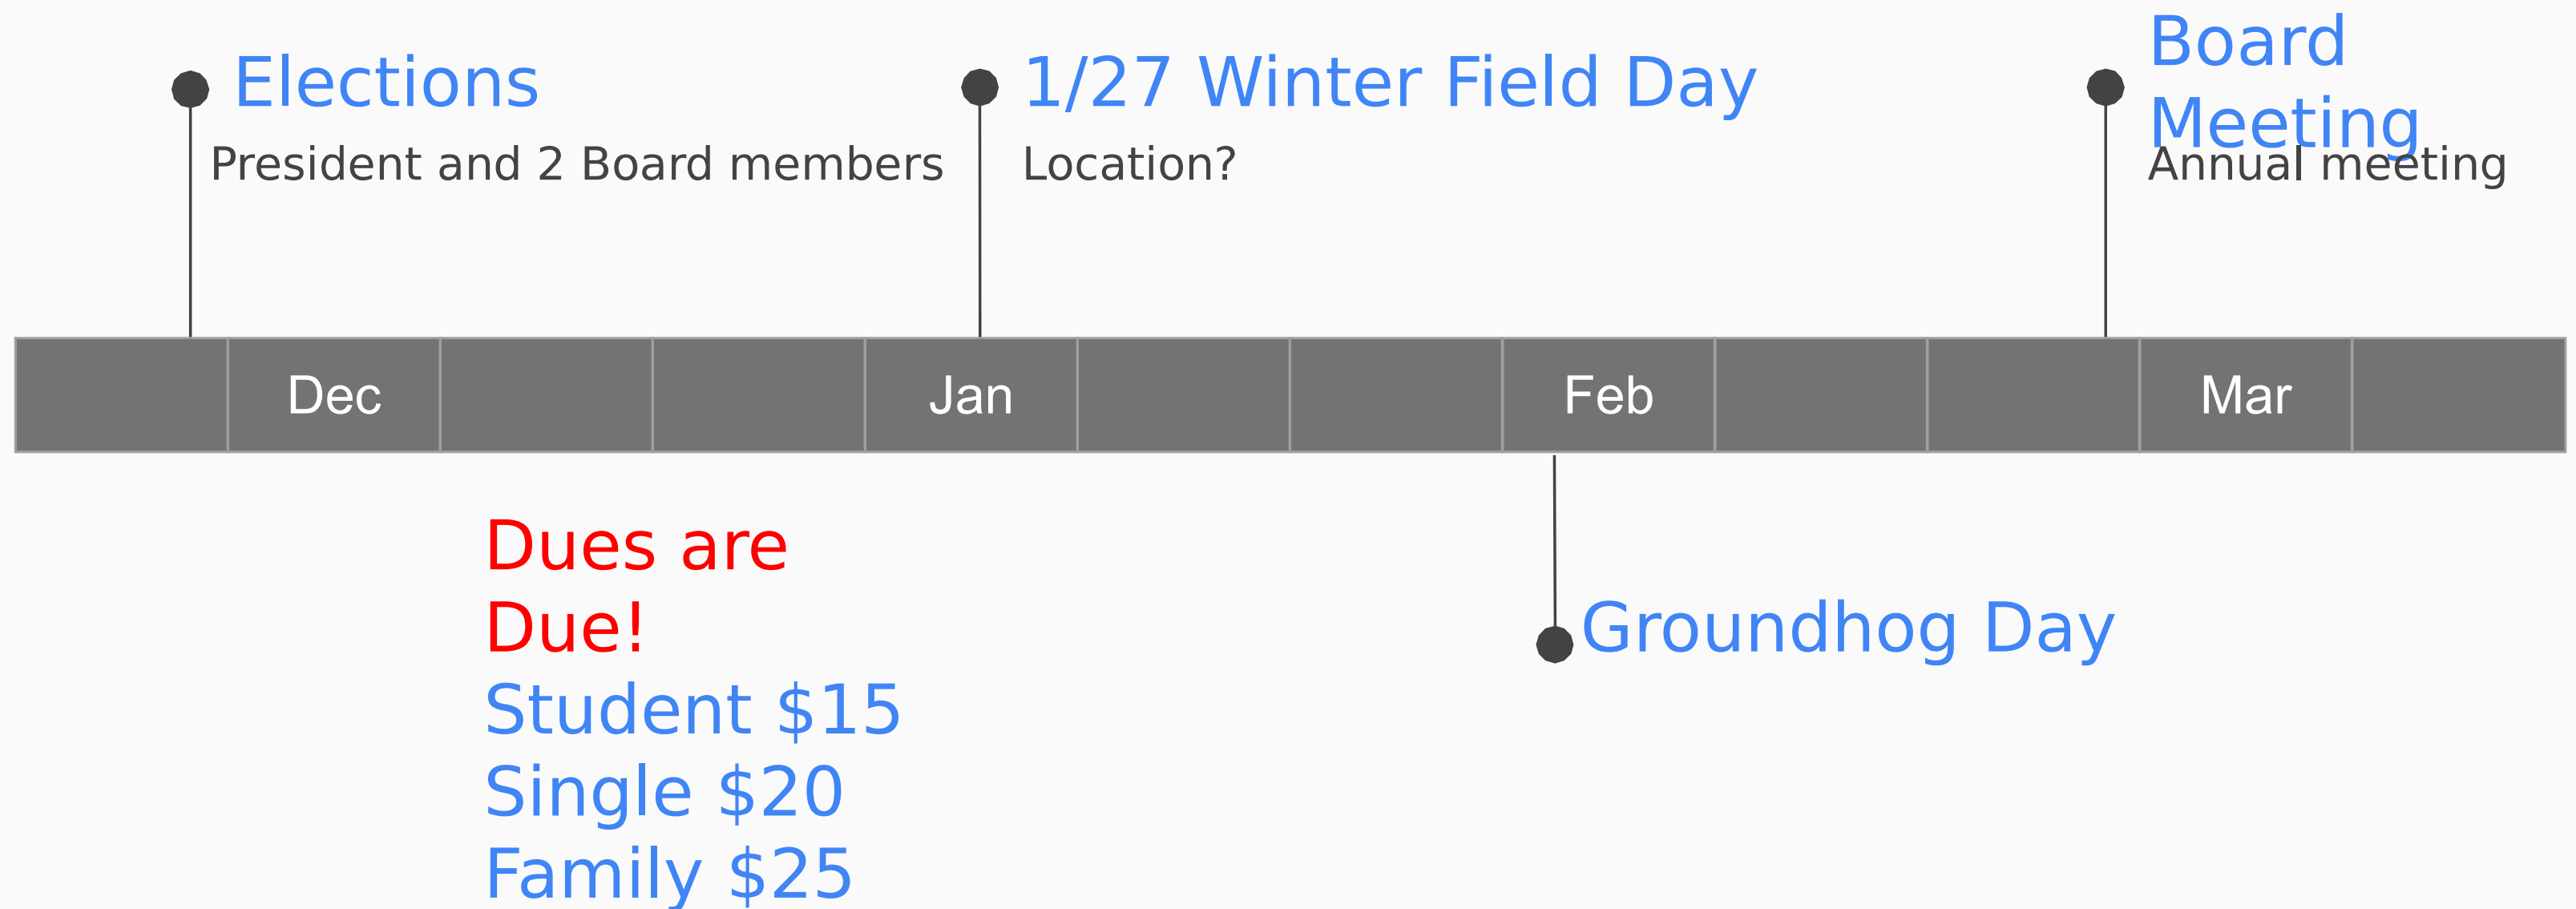 Elections
President and 2 Board members
1/27 Winter Field Day
Location?
Board
Meeting
Annual meeting
Dec
Jan
Feb
Mar
Dues are
Due!
Student $15
Single $20
Family $25
Groundhog Day